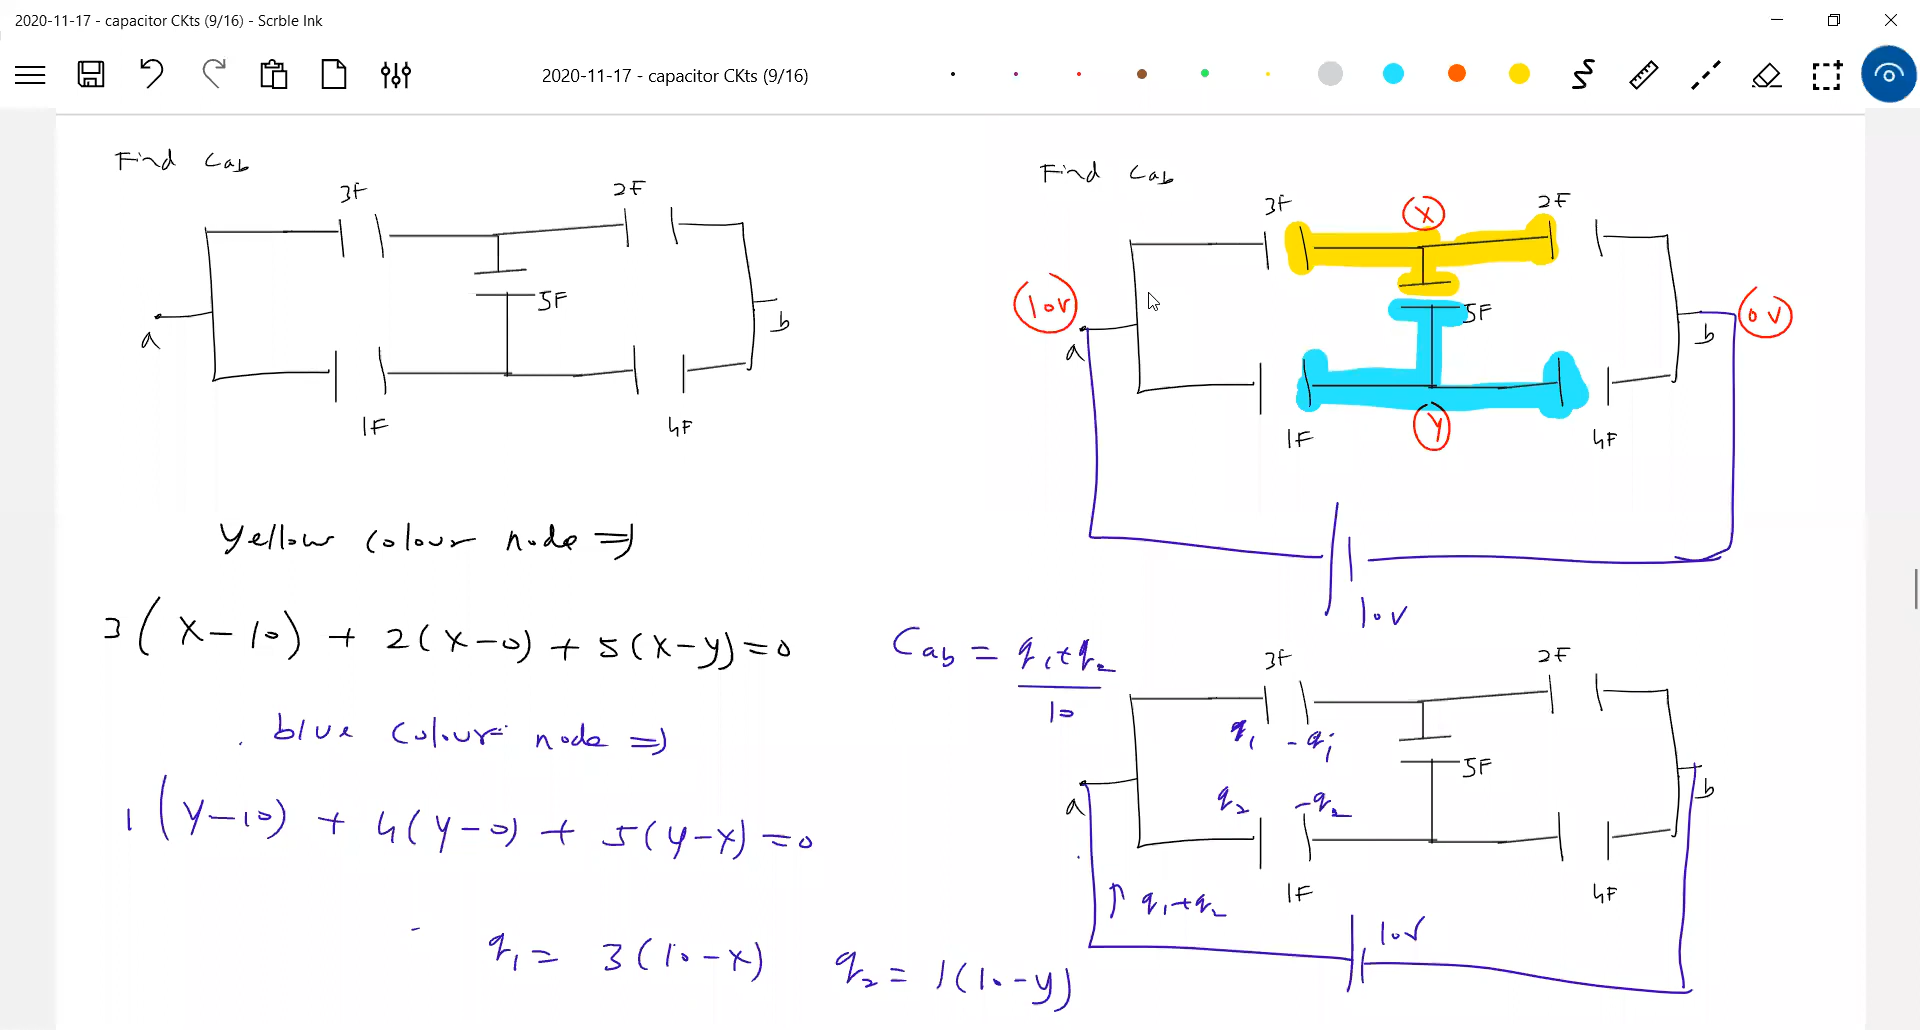 2020-11-17 - capacitor CKts (9/16) - Scrble Ink
2020-11-17 - capacitor CKts (9/16)
Find Cab
3F
2F
5F
a
b
1F
4F
Find Cab
3F
X
2F
10V
5F
0V
a
b
1F
Y
4F
10V
Yellow colour node ⇒
3(X-10) + 2(X-0) + 5(X-Y)=0
blue colour node ⇒
1(Y-10) + 4(Y-0) + 5(Y-X)=0
q1 = 3(10-X) q2 = 1(10-Y)
Cab = q1+q2
10
3F
2F
q1 -q1
5F
a
b
q2 -q2
1F
4F
↑ q1+q2
10V